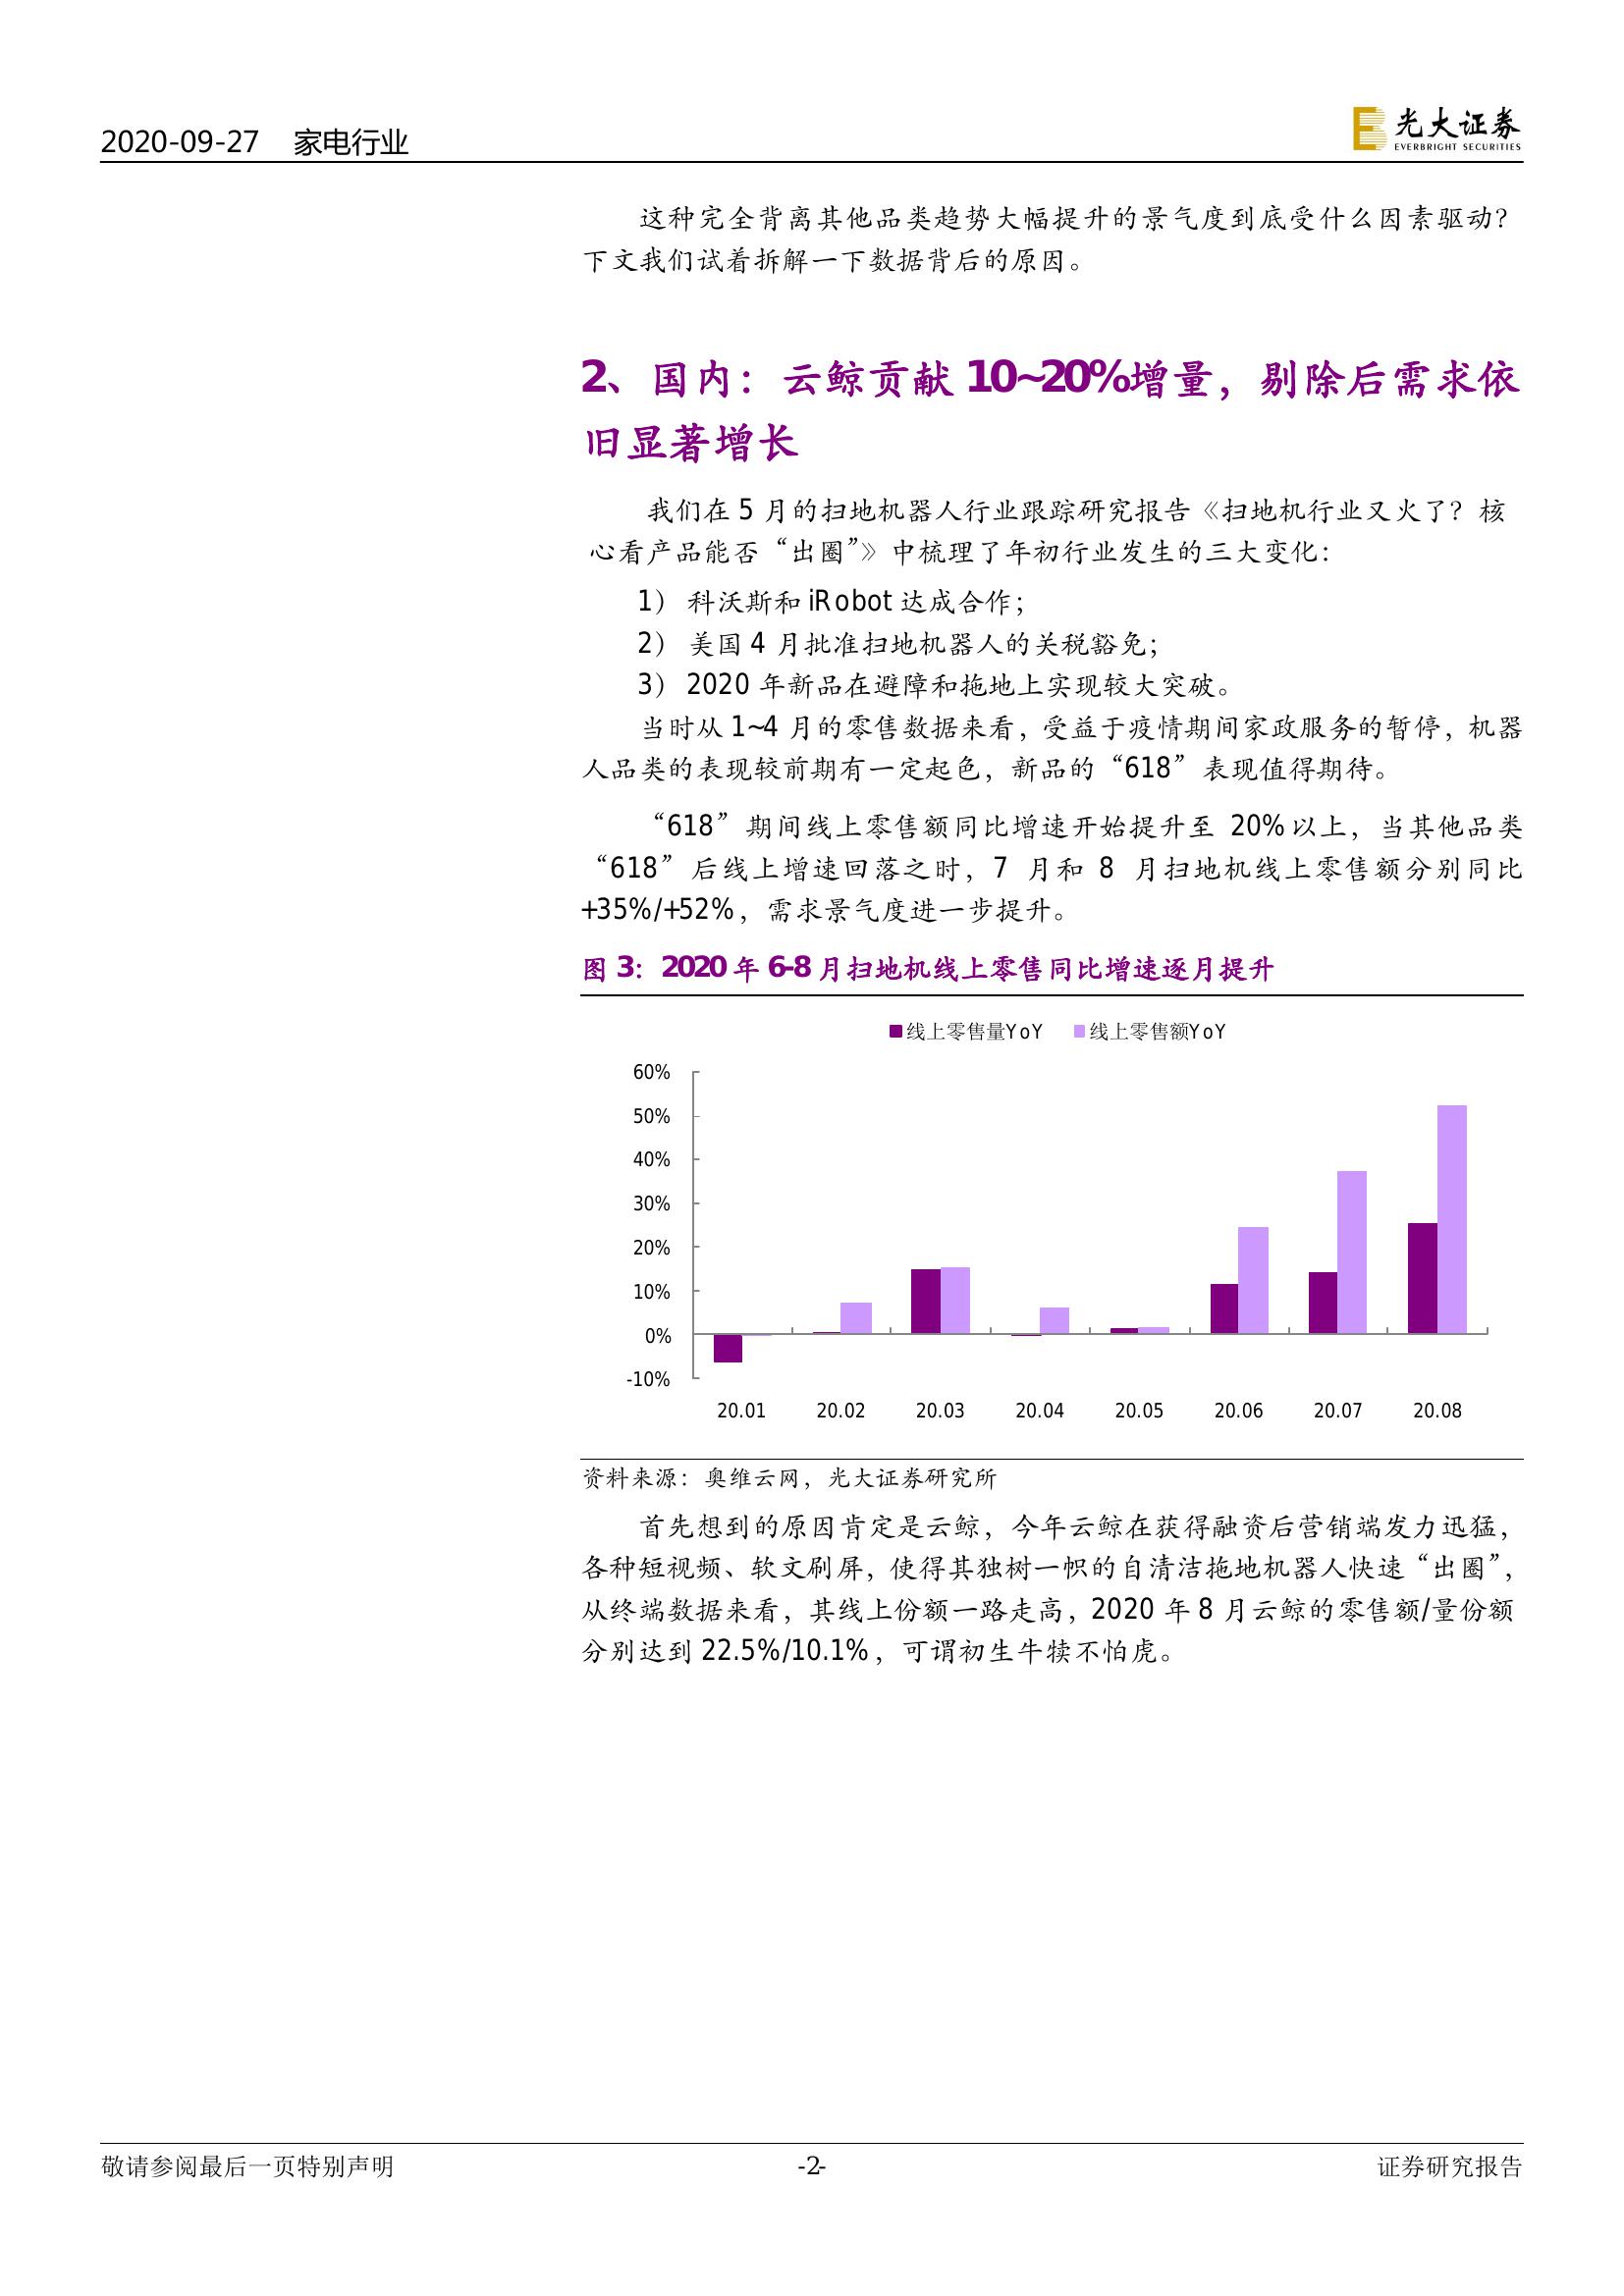 2020-09-27 家电行业
光大证券
EVERBRIGHT SECURITIES
这种完全背离其他品类趋势大幅提升的景气度到底受什么因素驱动？
下文我们试着拆解一下数据背后的原因。
2、国内：云鲸贡献 10~20%增量，剔除后需求依
旧显著增长
我们在 5 月的扫地机器人行业跟踪研究报告《扫地机行业又火了？核
心看产品能否“出圈”》中梳理了年初行业发生的三大变化：
1） 科沃斯和 iRobot 达成合作；
2） 美国 4 月批准扫地机器人的关税豁免；
3） 2020 年新品在避障和拖地上实现较大突破。
当时从 1~4 月的零售数据来看，受益于疫情期间家政服务的暂停，机器
人品类的表现较前期有一定起色，新品的“618”表现值得期待。
“618”期间线上零售额同比增速开始提升至 20%以上，当其他品类
“618”后线上增速回落之时，7 月和 8 月扫地机线上零售额分别同比
+35%/+52%，需求景气度进一步提升。
图 3：2020 年 6-8 月扫地机线上零售同比增速逐月提升
线上零售量YoY 线上零售额YoY
60%
50%
40%
30%
20%
10%
0%
-10%
20.01 20.02 20.03 20.04 20.05 20.06 20.07 20.08
资料来源：奥维云网，光大证券研究所
首先想到的原因肯定是云鲸，今年云鲸在获得融资后营销端发力迅猛，
各种短视频、软文刷屏，使得其独树一帜的自清洁拖地机器人快速“出圈”，
从终端数据来看，其线上份额一路走高，2020 年 8 月云鲸的零售额/量份额
分别达到 22.5%/10.1%，可谓初生牛犊不怕虎。
敬请参阅最后一页特别声明 -2- 证券研究报告